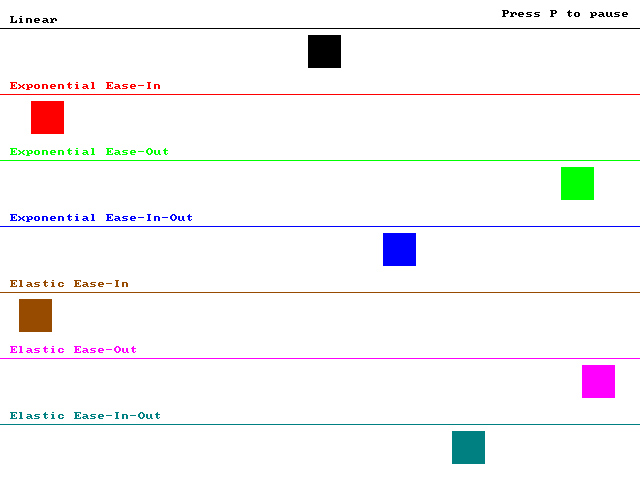 Linear
Press P to pause
Exponential Ease-In
Exponential Ease-Out
Exponential Ease-In-Out
Elastic Ease-In
Elastic Ease-Out
Elastic Ease-In-Out